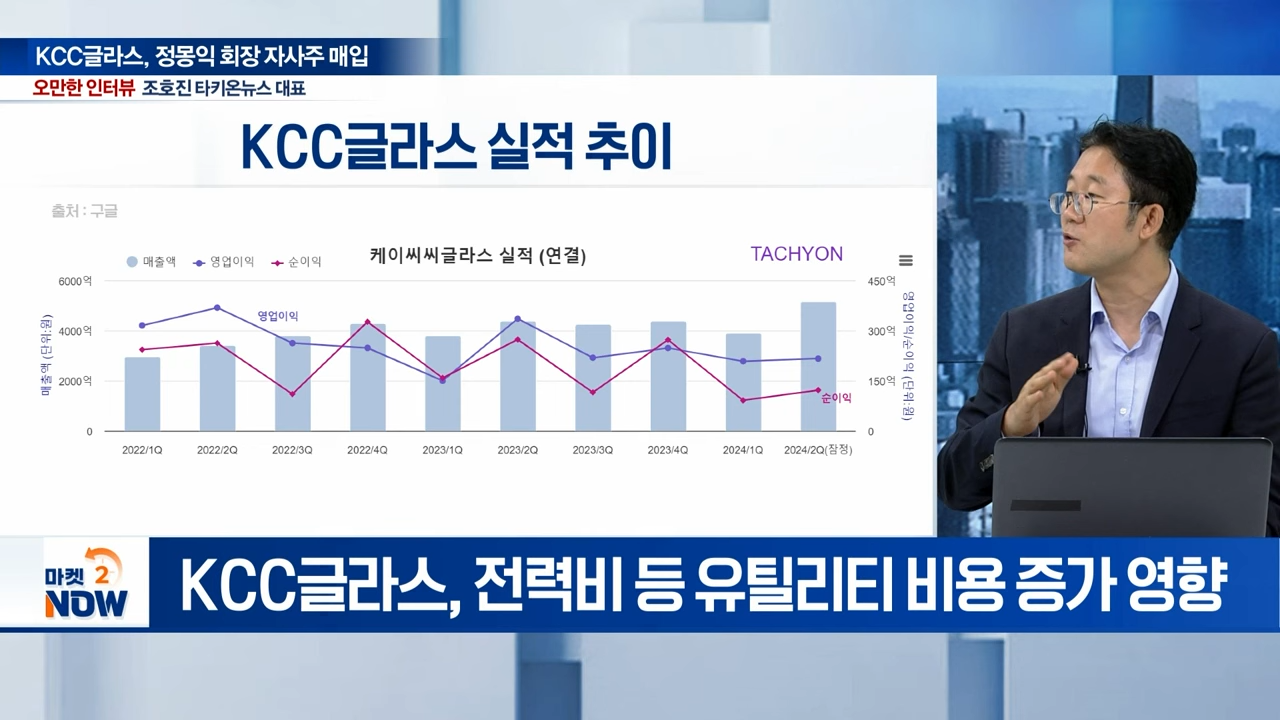 KCC글라스, 정몽익 회장 자사주 매입
오만한 인터뷰 조호진 타키온뉴스 대표
KCC글라스 실적 추이
출처 : 구글
매출액 영업이익 순이익
케이씨씨글라스 실적 (연결)
TACHYON
6000억
4000억
2000억
0
매출액 (단위:원)
450억
300억
150억
0
영업이익/순이익 (단위:원)
영업이익
순이익
2022/1Q 2022/2Q 2022/3Q 2022/4Q 2023/1Q 2023/2Q 2023/3Q 2023/4Q 2024/1Q 2024/2Q(잠정)
마켓 2
NOW
KCC글라스, 전력비 등 유틸리티 비용 증가 영향